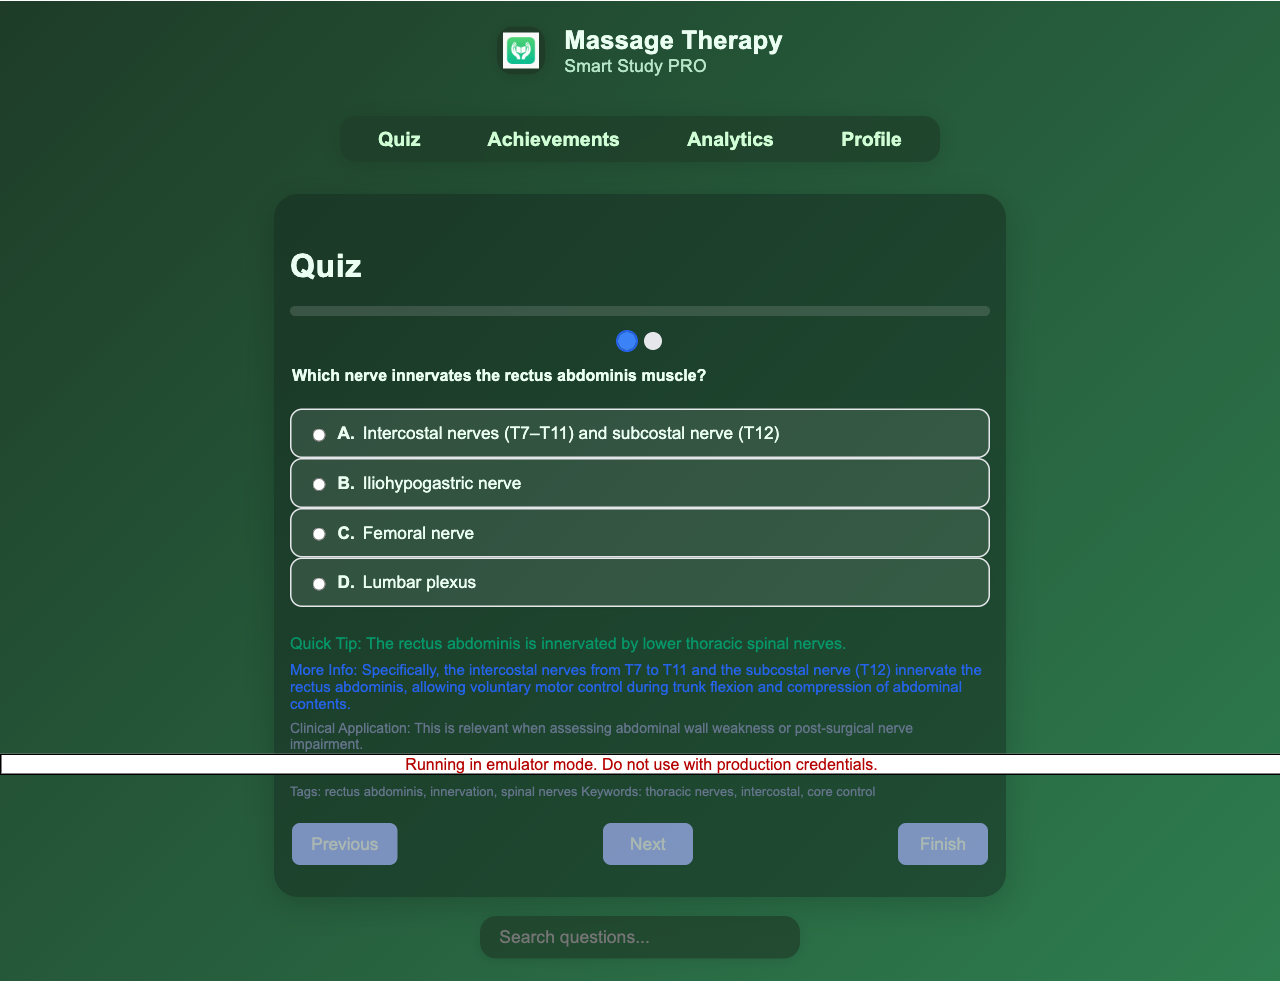 Massage Therapy
Smart Study PRO
Quiz Achievements Analytics Profile
Quiz
Which nerve innervates the rectus abdominis muscle?
A. Intercostal nerves (T7–T11) and subcostal nerve (T12)
B. Iliohypogastric nerve
C. Femoral nerve
D. Lumbar plexus
Quick Tip: The rectus abdominis is innervated by lower thoracic spinal nerves.
More Info: Specifically, the intercostal nerves from T7 to T11 and the subcostal nerve (T12) innervate the
rectus abdominis, allowing voluntary motor control during trunk flexion and compression of abdominal
contents.
Clinical Application: This is relevant when assessing abdominal wall weakness or post-surgical nerve
impairment.
Running in emulator mode. Do not use with production credentials.
Tags: rectus abdominis, innervation, spinal nerves Keywords: thoracic nerves, intercostal, core control
Previous Next Finish
Search questions...